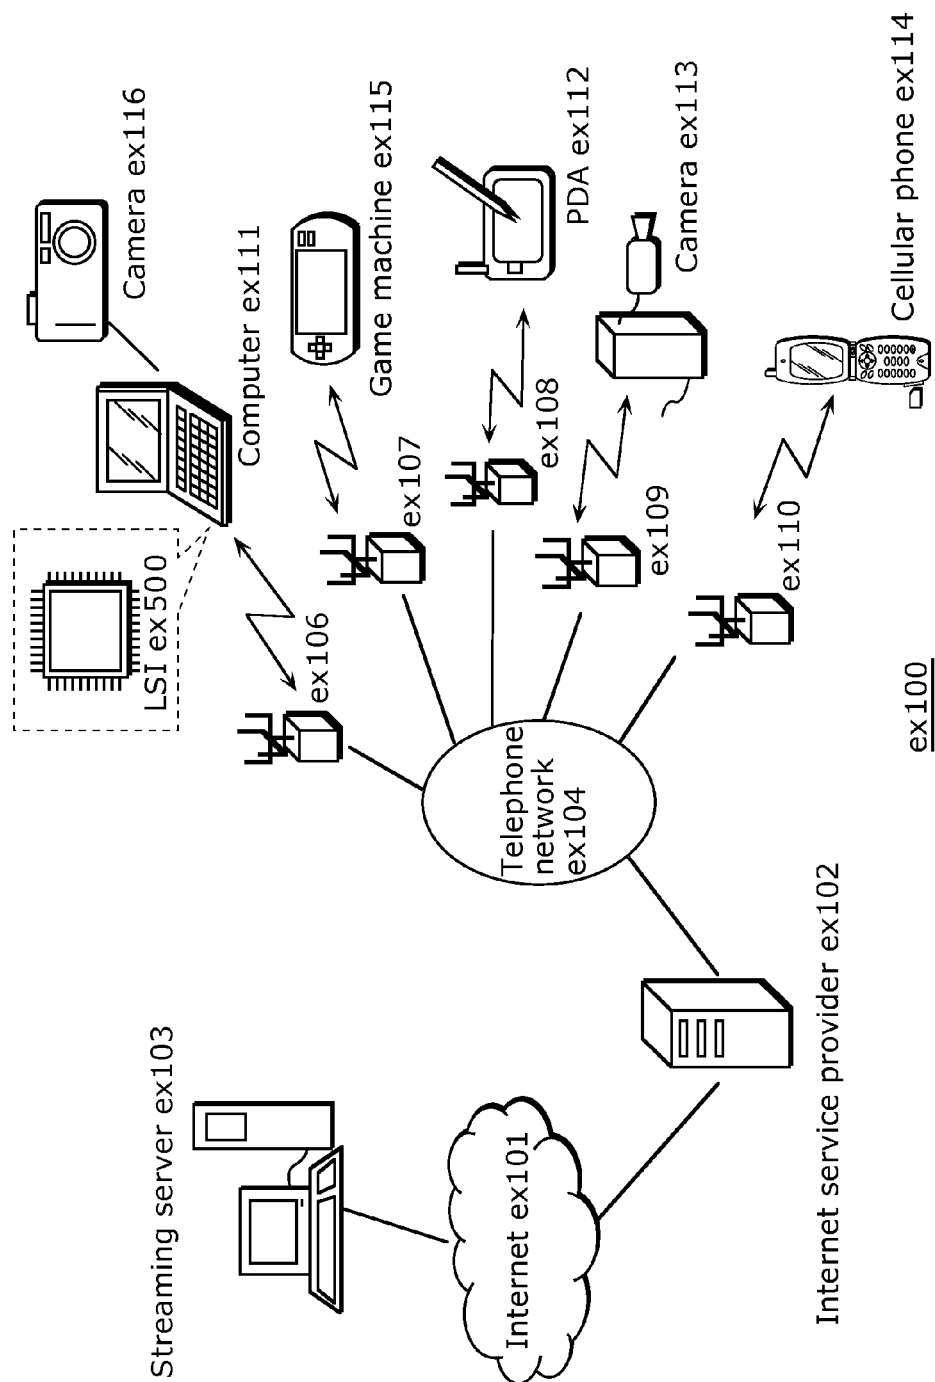 Streaming server ex103
Internet ex101
Internet service provider ex102
Telephone
network
ex104
LSI ex500
ex106
ex107
ex108
ex109
ex110
Camera ex116
Computer ex111
Game machine ex115
PDA ex112
Camera ex113
Cellular phone ex114
ex100